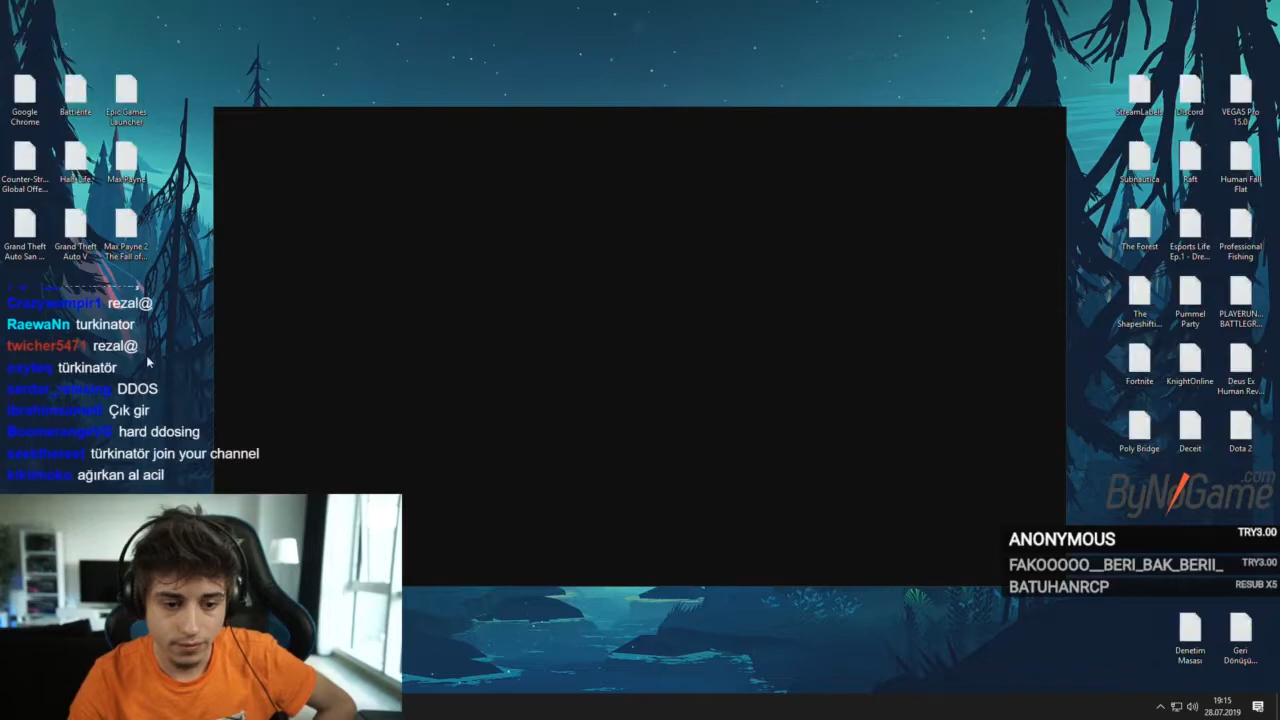 Google
Chrome
Battlerite
Epic Games
Launcher
Counter-Str...
Global Offe...
Half-Life
Max Payne
Grand Theft
Auto San ...
Grand Theft
Auto V
Max Payne 2
The Fall of...
rezal@
RaewaNn turkinator
twicher5471 rezal@
türkinatör
DDOS
Çık gir
BoomerangeVG hard ddosing
türkinatör join your channel
ağırkan al acil
StreamLabels
Discord
VEGAS Pro
15.0
Subnautica
Raft
Human Fall
Flat
The Forest
Esports Life
Ep.1 - Dre...
Professional
Fishing
The
Shapeshifti...
Pummel
Party
PLAYERUN...
BATTLEGR...
Fortnite
KnightOnline
Deus Ex
Human Rev...
Poly Bridge
Deceit
Dota 2
ByNoGame.com
ANONYMOUS TRY3.00
FAKOOOOO__BERI_BAK_BERII_ TRY3.00
BATUHANRCP RESUB X5
Denetim
Masası
Geri
Dönüşü...
19:15
28.07.2019